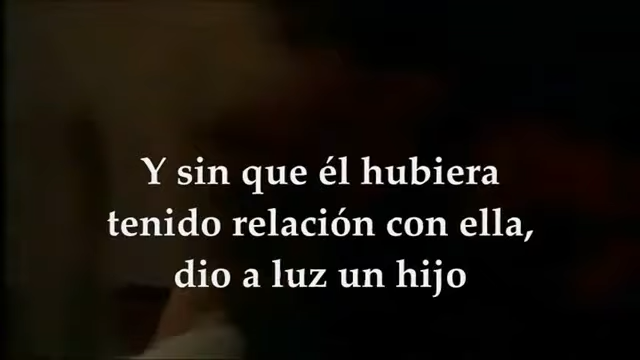 Y sin que él hubiera
tenido relación con ella,
dio a luz un hijo